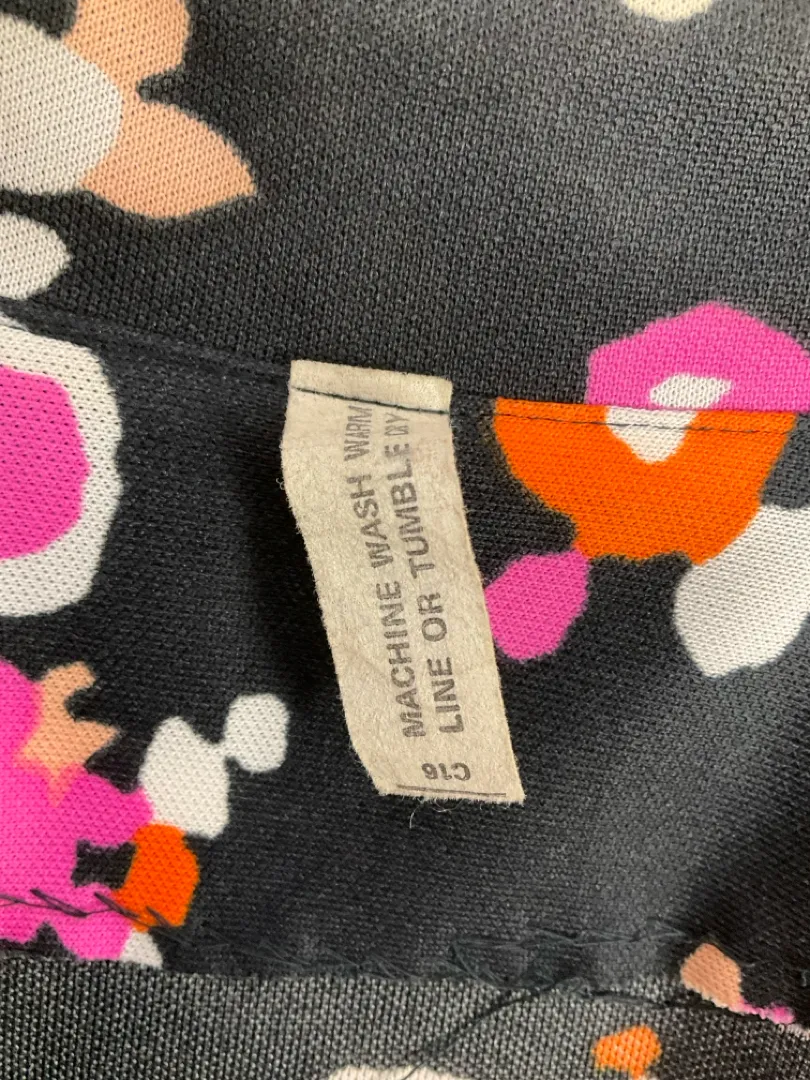 MACHINE WASH WARM
LINE OR TUMBLE DRY
C16